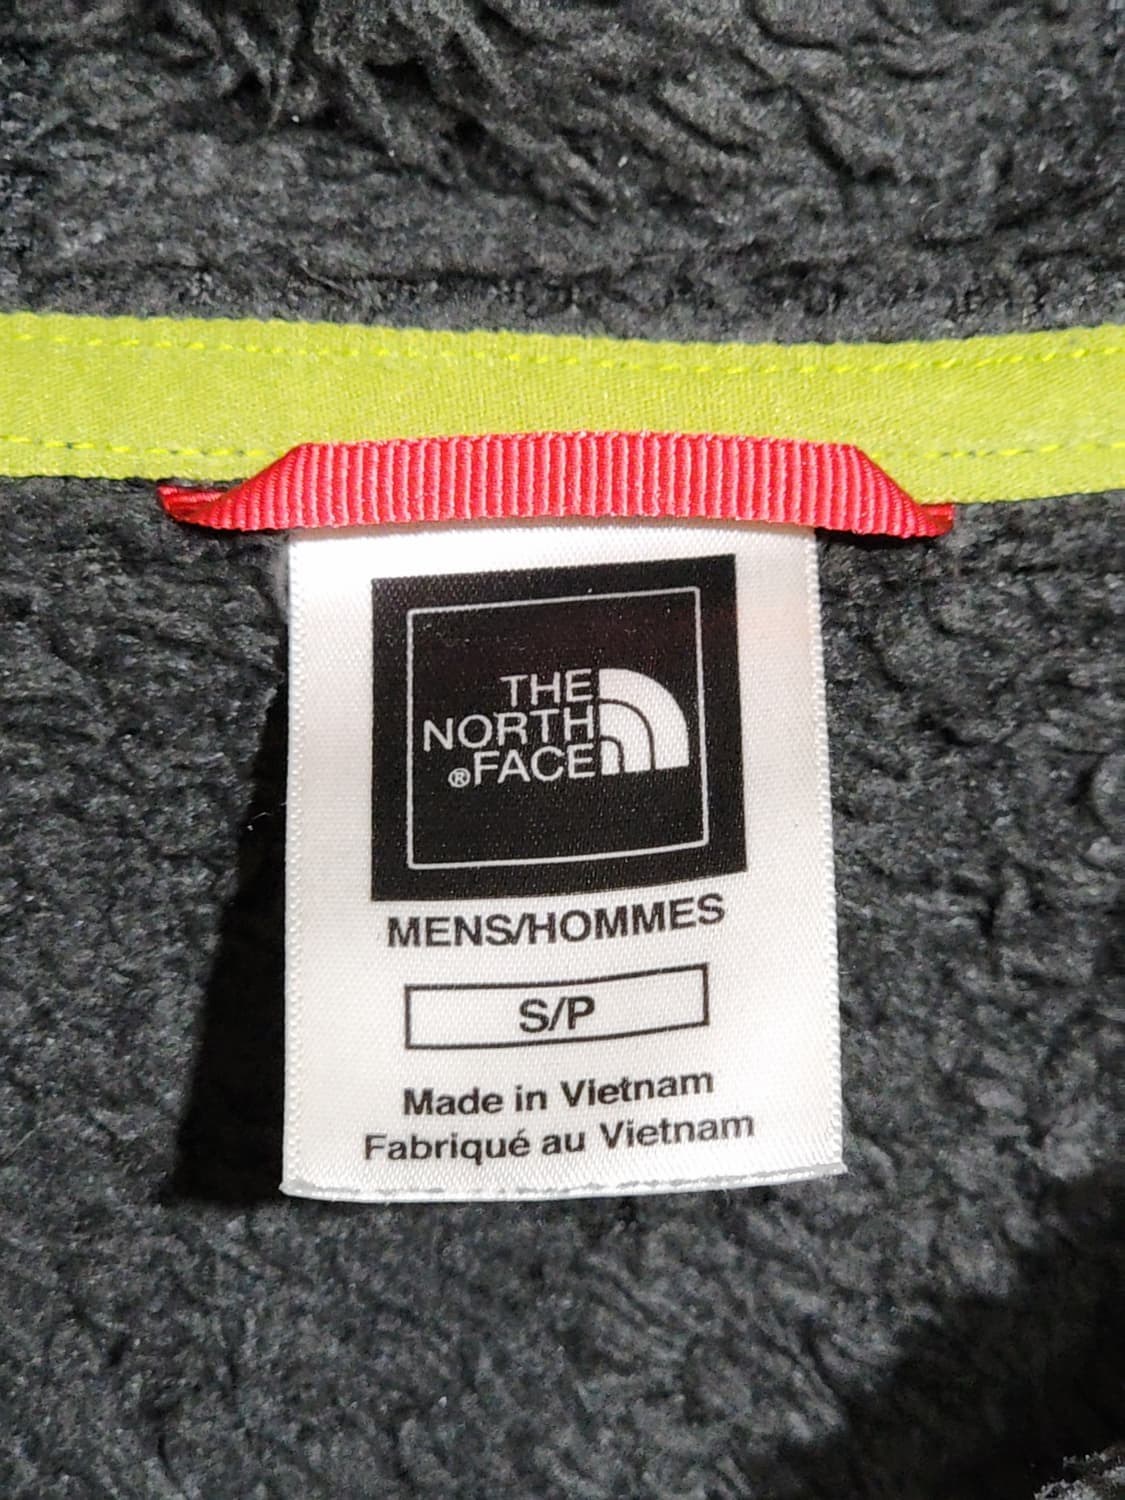 THE
NORTH
®FACE
MENS/HOMMES
S/P
Made in Vietnam
Fabriqué au Vietnam